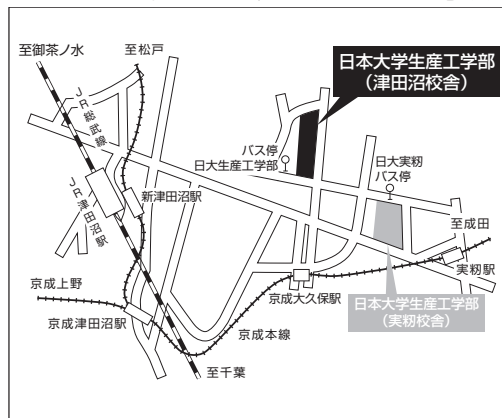 至御茶ノ水
至松戸
日本大学生産工学部
（津田沼校舎）
JR総武線
バス停
日大生産工学部
日大実籾
バス停
JR津田沼駅
新津田沼駅
至成田
実籾駅
京成上野
京成大久保駅
日本大学生産工学部
（実籾校舎）
京成津田沼駅
京成本線
至千葉